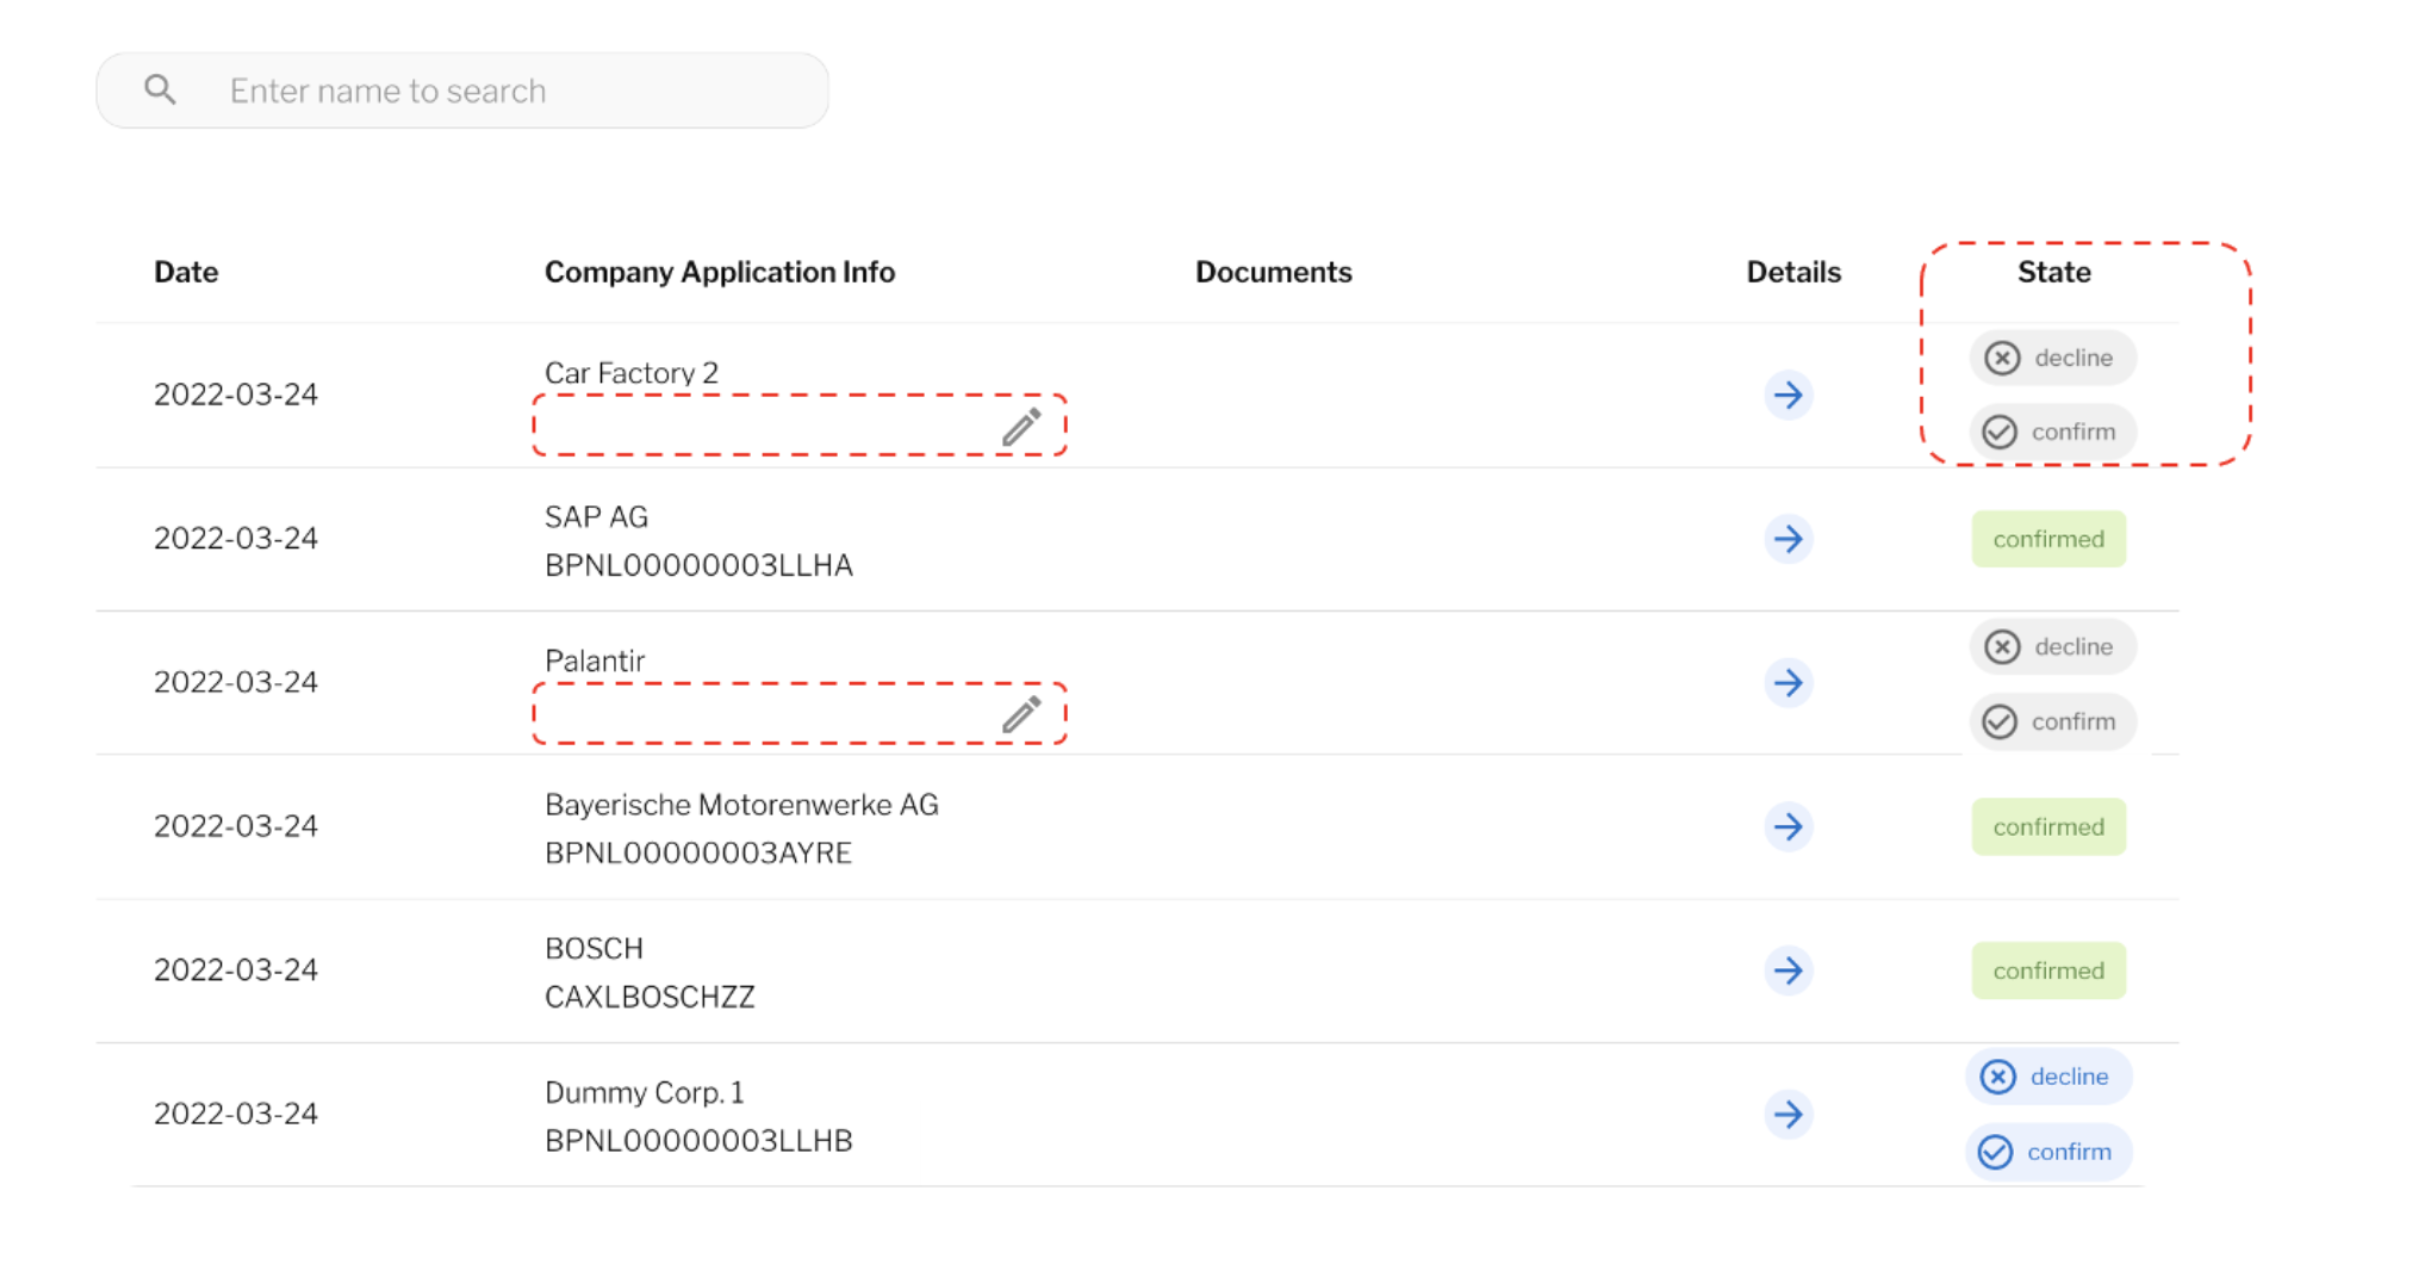 Enter name to search
Date Company Application Info Documents Details State
2022-03-24
Car Factory 2
decline
confirm
2022-03-24
SAP AG
BPNL00000003LLHA
confirmed
2022-03-24
Palantir
decline
confirm
2022-03-24
Bayerische Motorenwerke AG
BPNL00000003AYRE
confirmed
2022-03-24
BOSCH
CAXLBOSCHZZ
confirmed
2022-03-24
Dummy Corp. 1
BPNL00000003LLHB
decline
confirm